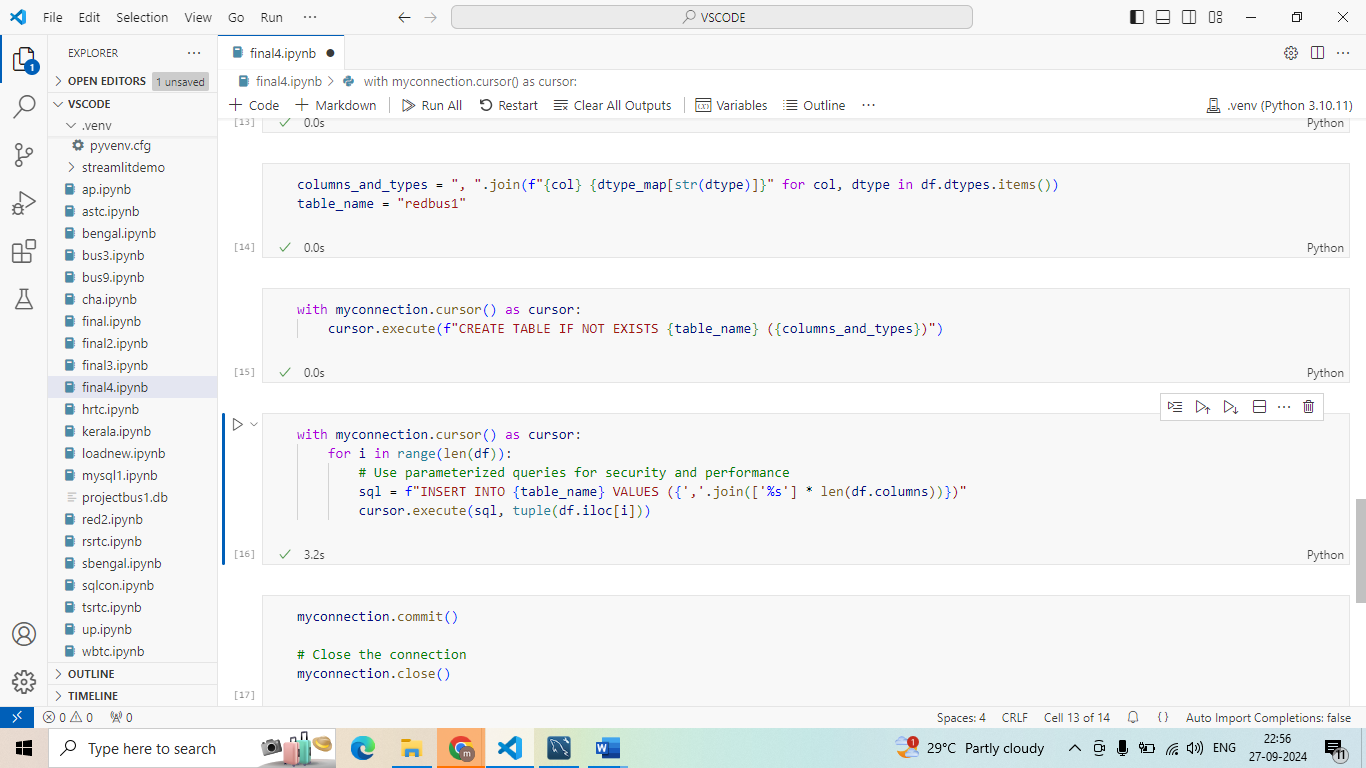 File Edit Selection View Go Run ···
VSCODE
EXPLORER
OPEN EDITORS 1 unsaved
VSCODE
.venv
pyvenv.cfg
streamlitdemo
ap.ipynb
astc.ipynb
bengal.ipynb
bus3.ipynb
bus9.ipynb
cha.ipynb
final.ipynb
final2.ipynb
final3.ipynb
final4.ipynb
hrtc.ipynb
kerala.ipynb
loadnew.ipynb
mysql1.ipynb
projectbus1.db
red2.ipynb
rsrtc.ipynb
sbengal.ipynb
sqlcon.ipynb
tsrtc.ipynb
up.ipynb
wbtc.ipynb
OUTLINE
TIMELINE
1
final4.ipynb
final4.ipynb > with myconnection.cursor() as cursor:
+ Code + Markdown Run All Restart Clear All Outputs Variables Outline ··· .venv (Python 3.10.11)
[13] 0.0s Python
columns_and_types = ", ".join(f"{col} {dtype_map[str(dtype)]}" for col, dtype in df.dtypes.items())
table_name = "redbus1"
[14] 0.0s Python
with myconnection.cursor() as cursor:
cursor.execute(f"CREATE TABLE IF NOT EXISTS {table_name} ({columns_and_types})")
[15] 0.0s Python
with myconnection.cursor() as cursor:
for i in range(len(df)):
# Use parameterized queries for security and performance
sql = f"INSERT INTO {table_name} VALUES ({','.join(['%s'] * len(df.columns))})"
cursor.execute(sql, tuple(df.iloc[i]))
[16] 3.2s Python
myconnection.commit()
# Close the connection
myconnection.close()
[17]
0 0 0 Spaces: 4 CRLF Cell 13 of 14 {} Auto Import Completions: false
Type here to search
m
W
1
29°C Partly cloudy
ENG
22:56
27-09-2024
11